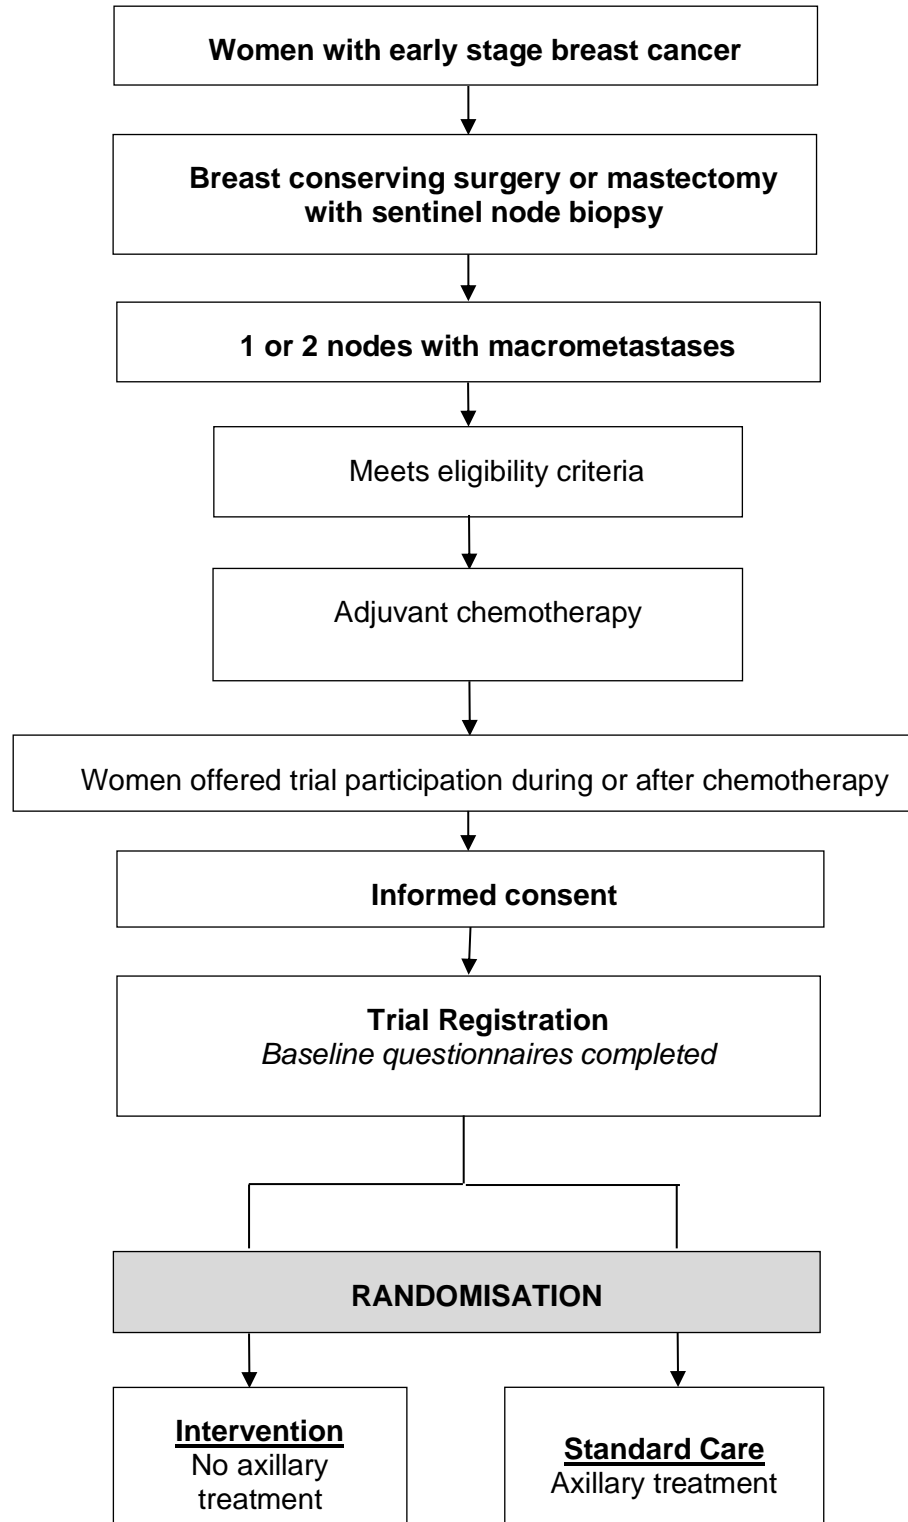 Women with early stage breast cancer
Breast conserving surgery or mastectomy
with sentinel node biopsy
1 or 2 nodes with macrometastases
Meets eligibility criteria
Adjuvant chemotherapy
Women offered trial participation during or after chemotherapy
Informed consent
Trial Registration
Baseline questionnaires completed
RANDOMISATION
Intervention
No axillary
treatment
Standard Care
Axillary treatment